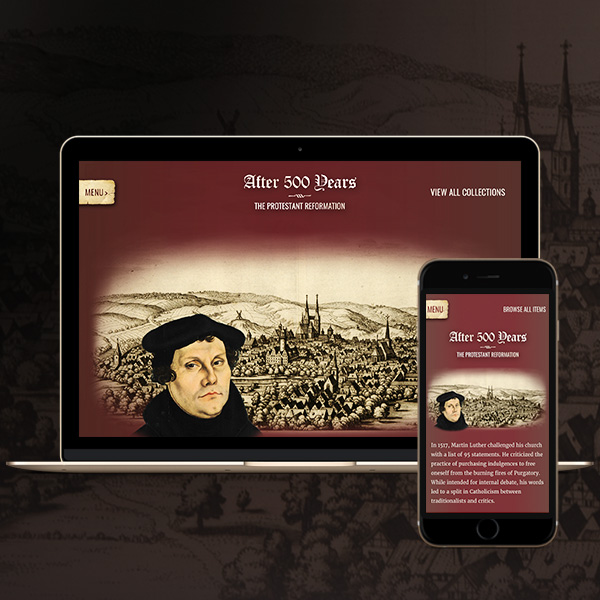 MENU >
After 500 Years
THE PROTESTANT REFORMATION
VIEW ALL COLLECTIONS
MENU
BROWSE ALL ITEMS
After 500 Years
THE PROTESTANT REFORMATION
In 1517, Martin Luther challenged his church
with a list of 95 statements. He criticized the
practice of purchasing indulgences to free
oneself from the burning fires of Purgatory.
While intended for internal debate, his words
led to a split in Catholicism between
traditionalists and critics.